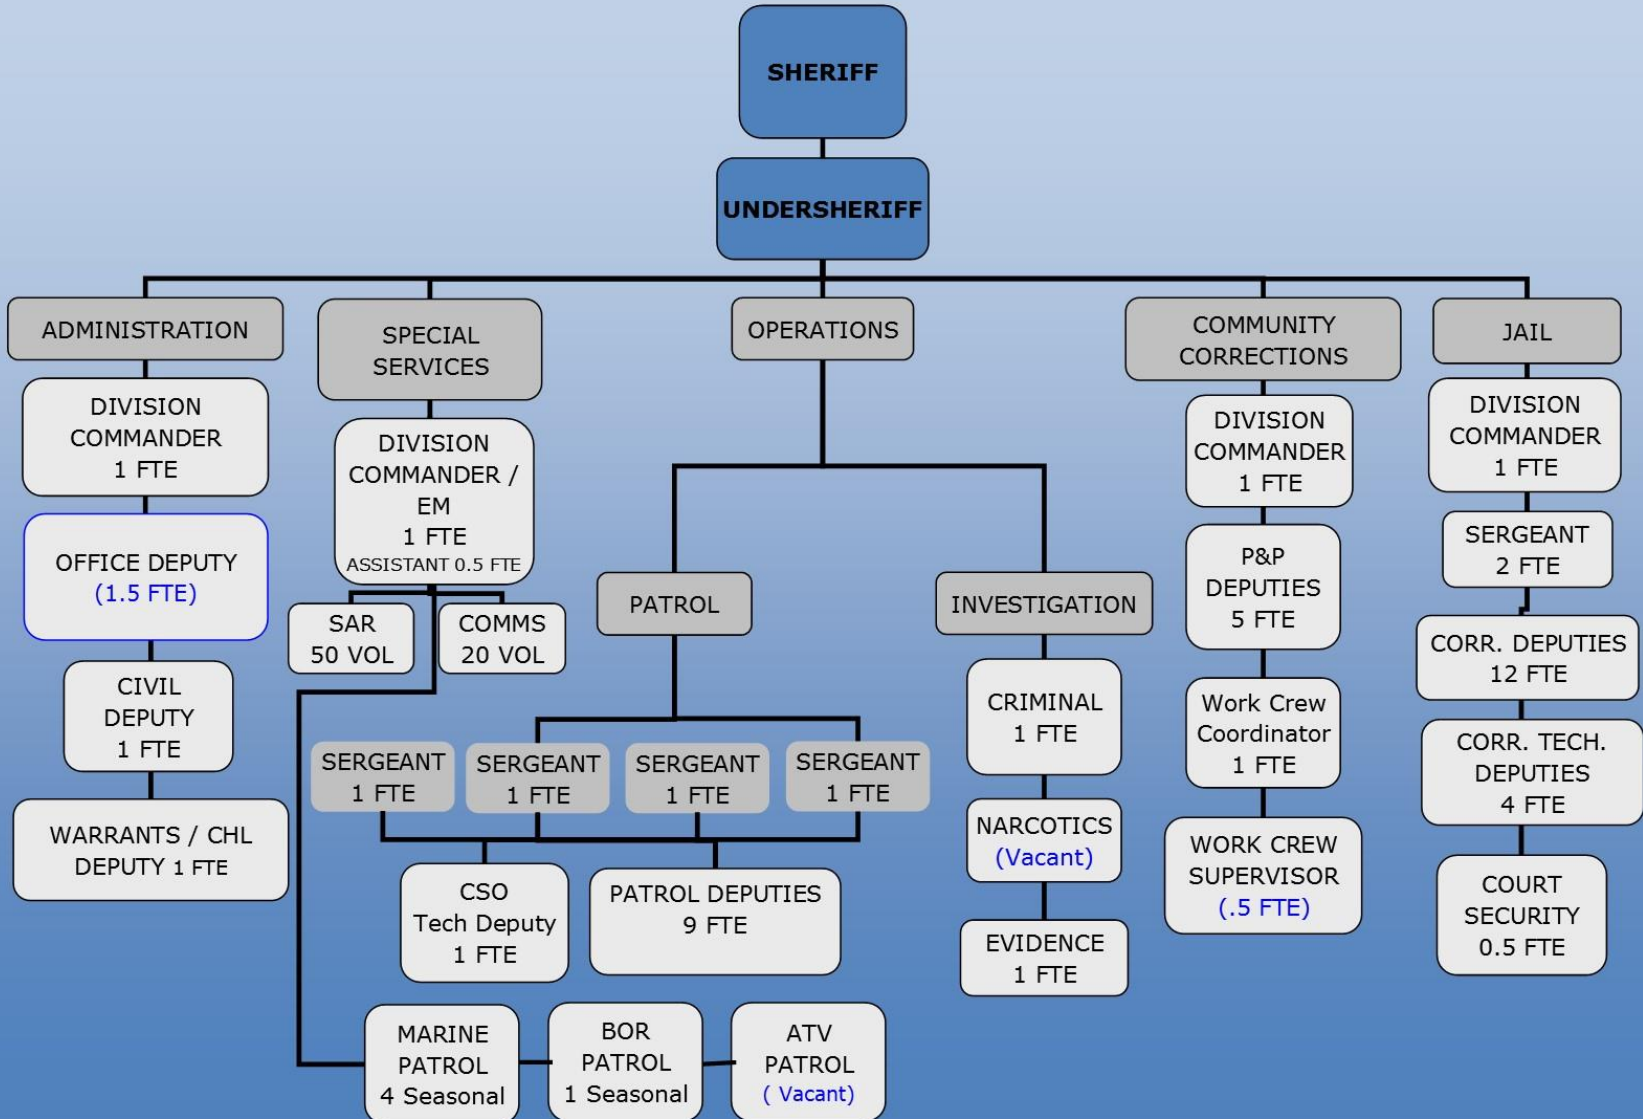 SHERIFF
UNDERSHERIFF
ADMINISTRATION
DIVISION
COMMANDER
1 FTE
OFFICE DEPUTY
(1.5 FTE)
CIVIL
DEPUTY
1 FTE
WARRANTS / CHL
DEPUTY 1 FTE
SPECIAL
SERVICES
DIVISION
COMMANDER /
EM
1 FTE
ASSISTANT 0.5 FTE
SAR
50 VOL
COMMS
20 VOL
OPERATIONS
PATROL
SERGEANT
1 FTE
SERGEANT
1 FTE
SERGEANT
1 FTE
SERGEANT
1 FTE
CSO
Tech Deputy
1 FTE
PATROL DEPUTIES
9 FTE
MARINE
PATROL
4 Seasonal
BOR
PATROL
1 Seasonal
ATV
PATROL
( Vacant)
INVESTIGATION
CRIMINAL
1 FTE
NARCOTICS
(Vacant)
EVIDENCE
1 FTE
COMMUNITY
CORRECTIONS
DIVISION
COMMANDER
1 FTE
P&P
DEPUTIES
5 FTE
Work Crew
Coordinator
1 FTE
WORK CREW
SUPERVISOR
(.5 FTE)
JAIL
DIVISION
COMMANDER
1 FTE
SERGEANT
2 FTE
CORR. DEPUTIES
12 FTE
CORR. TECH.
DEPUTIES
4 FTE
COURT
SECURITY
0.5 FTE